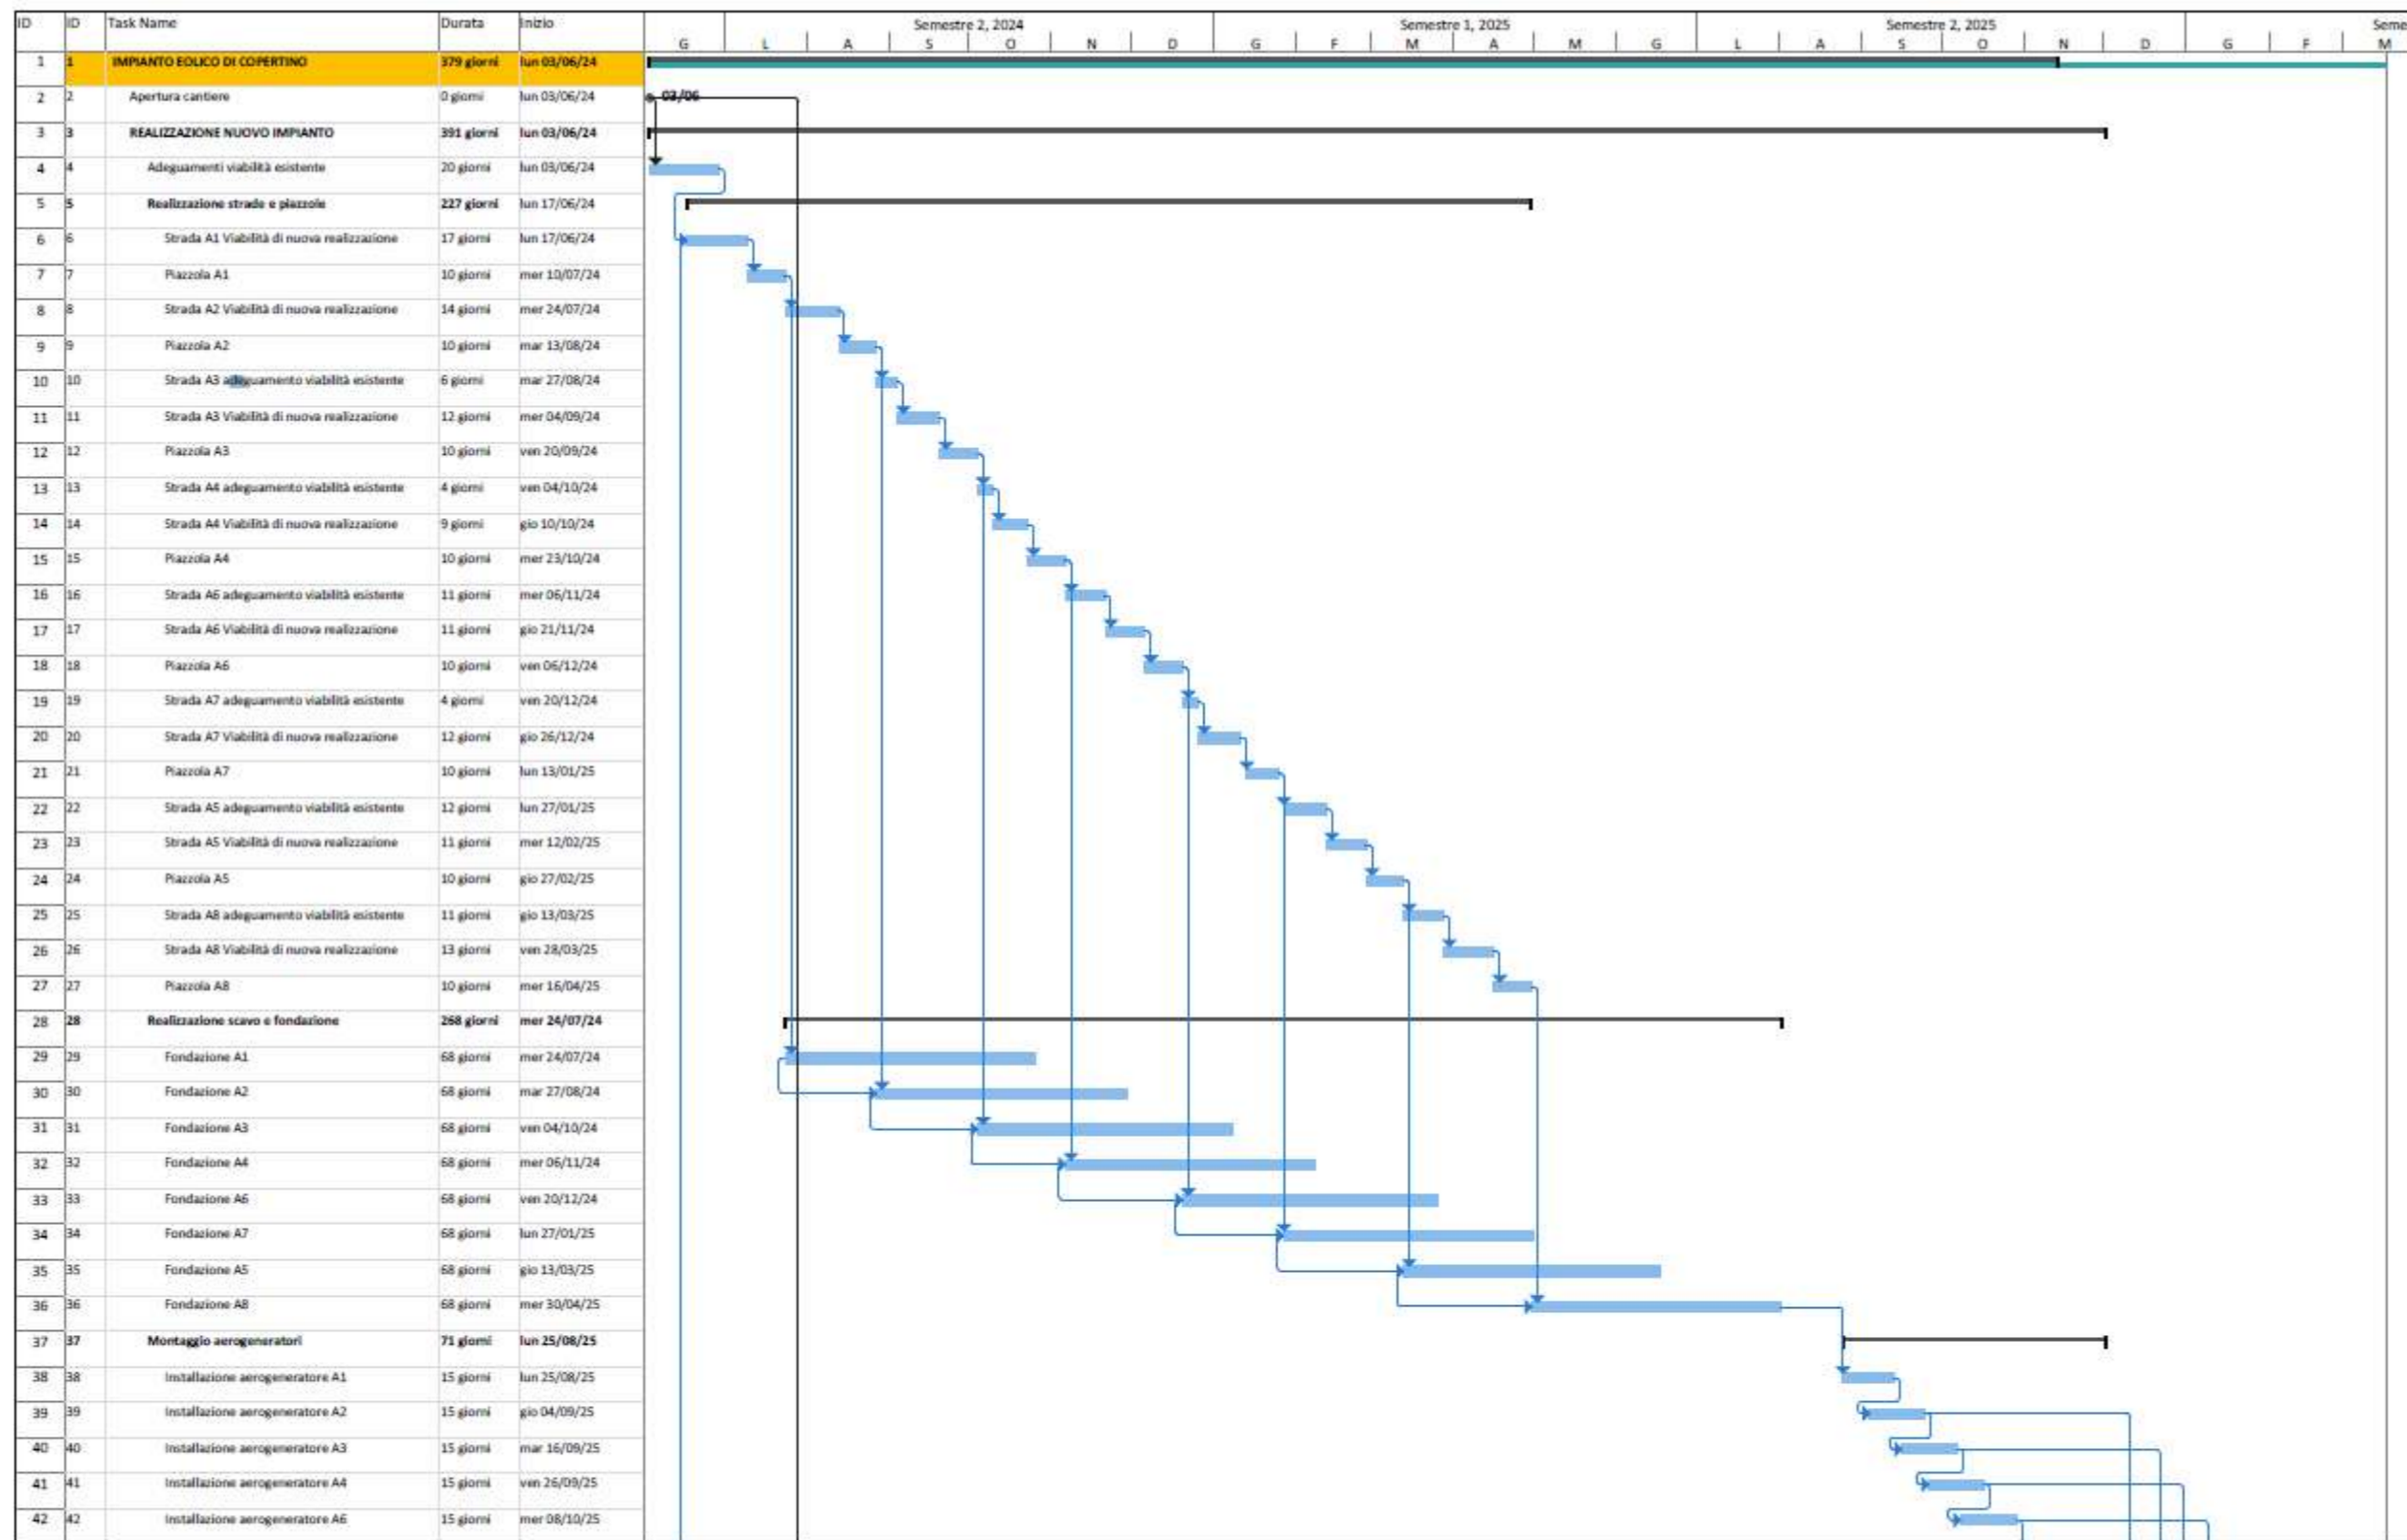 ID ID Task Name Durata Inizio Semestre 2, 2024 Semestre 1, 2025 Semestre 2, 2025 Seme
G L A S O N D G F M A M G L A S O N D G F M
1 1 IMPIANTO EOLICO DI COPERTINO 379 giorni lun 03/06/24
2 2 Apertura cantiere 0 giorni lun 03/06/24 03/06
3 3 REALIZZAZIONE NUOVO IMPIANTO 391 giorni lun 03/06/24
4 4 Adeguamenti viabilità esistente 20 giorni lun 03/06/24
5 5 Realizzazione strade e piazzole 227 giorni lun 17/06/24
6 6 Strada A1 Viabilità di nuova realizzazione 17 giorni lun 17/06/24
7 7 Piazzola A1 10 giorni mer 10/07/24
8 8 Strada A2 Viabilità di nuova realizzazione 14 giorni mer 24/07/24
9 9 Piazzola A2 10 giorni mar 13/08/24
10 10 Strada A3 adeguamento viabilità esistente 6 giorni mar 27/08/24
11 11 Strada A3 Viabilità di nuova realizzazione 12 giorni mer 04/09/24
12 12 Piazzola A3 10 giorni ven 20/09/24
13 13 Strada A4 adeguamento viabilità esistente 4 giorni ven 04/10/24
14 14 Strada A4 Viabilità di nuova realizzazione 9 giorni gio 10/10/24
15 15 Piazzola A4 10 giorni mer 23/10/24
16 16 Strada A6 adeguamento viabilità esistente 11 giorni mer 06/11/24
17 17 Strada A6 Viabilità di nuova realizzazione 11 giorni gio 21/11/24
18 18 Piazzola A6 10 giorni ven 06/12/24
19 19 Strada A7 adeguamento viabilità esistente 4 giorni ven 20/12/24
20 20 Strada A7 Viabilità di nuova realizzazione 12 giorni gio 26/12/24
21 21 Piazzola A7 10 giorni lun 13/01/25
22 22 Strada A5 adeguamento viabilità esistente 12 giorni lun 27/01/25
23 23 Strada A5 Viabilità di nuova realizzazione 11 giorni mer 12/02/25
24 24 Piazzola A5 10 giorni gio 27/02/25
25 25 Strada A8 adeguamento viabilità esistente 11 giorni gio 13/03/25
26 26 Strada A8 Viabilità di nuova realizzazione 13 giorni ven 28/03/25
27 27 Piazzola A8 10 giorni mer 16/04/25
28 28 Realizzazione scavo e fondazione 268 giorni mer 24/07/24
29 29 Fondazione A1 68 giorni mer 24/07/24
30 30 Fondazione A2 68 giorni mar 27/08/24
31 31 Fondazione A3 68 giorni ven 04/10/24
32 32 Fondazione A4 68 giorni mer 06/11/24
33 33 Fondazione A6 68 giorni ven 20/12/24
34 34 Fondazione A7 68 giorni lun 27/01/25
35 35 Fondazione A5 68 giorni gio 13/03/25
36 36 Fondazione A8 68 giorni mer 30/04/25
37 37 Montaggio aerogeneratori 71 giorni lun 25/08/25
38 38 Installazione aerogeneratore A1 15 giorni lun 25/08/25
39 39 Installazione aerogeneratore A2 15 giorni gio 04/09/25
40 40 Installazione aerogeneratore A3 15 giorni mar 16/09/25
41 41 Installazione aerogeneratore A4 15 giorni ven 26/09/25
42 42 Installazione aerogeneratore A6 15 giorni mer 08/10/25